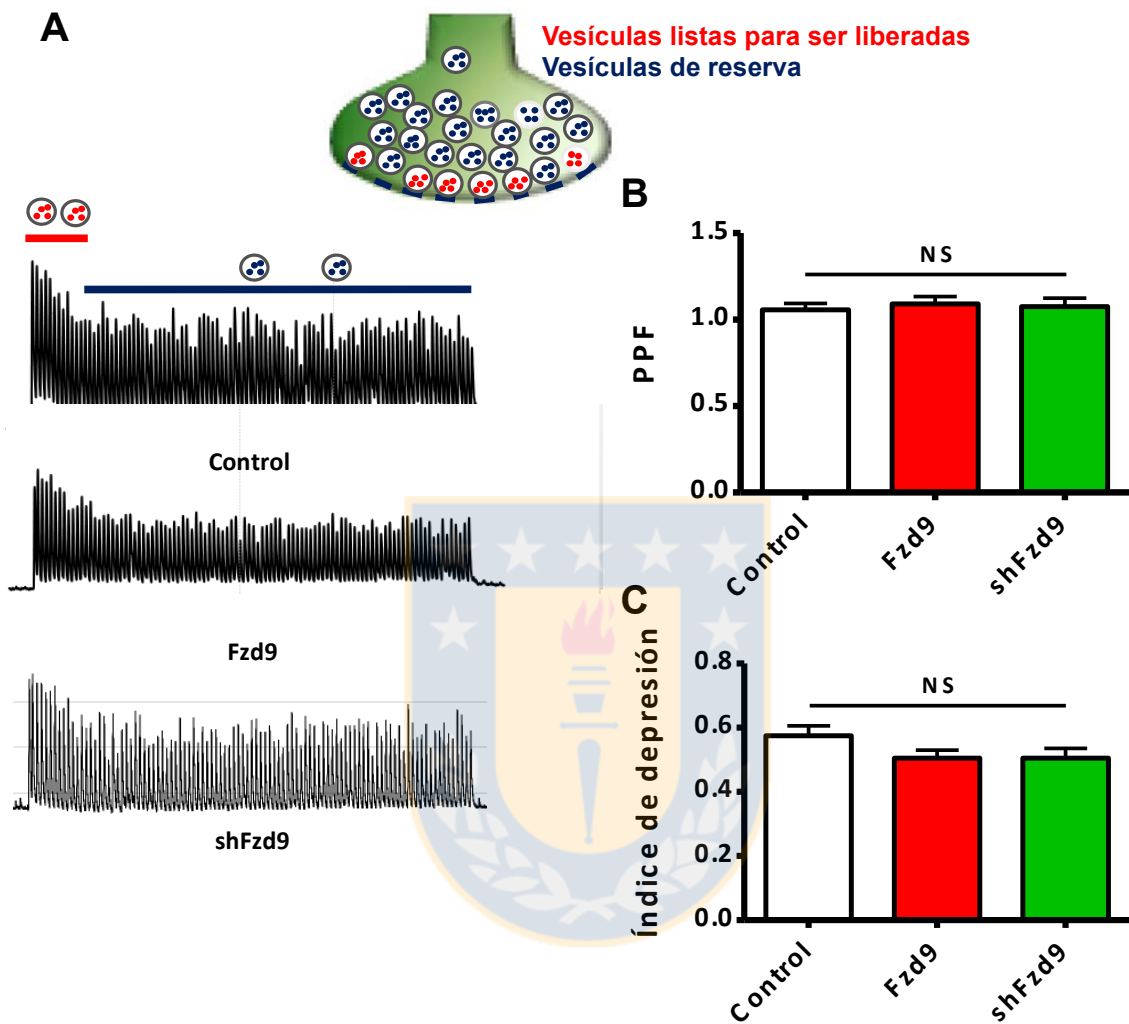 A
Vesículas listas para ser liberadas
Vesículas de reserva
Control
Fzd9
shFzd9
B
PPF
1.5
1.0
0.5
0.0
NS
Control
Fzd9
shFzd9
C
Índice de depresión
0.8
0.6
0.4
0.2
0.0
NS
Control
Fzd9
shFzd9